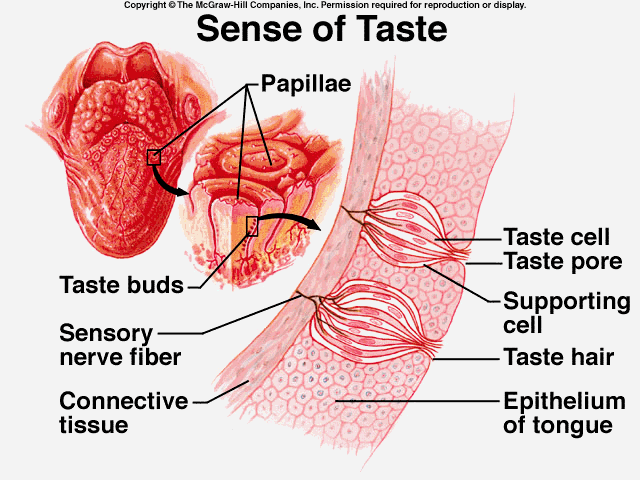 Copyright © The McGraw-Hill Companies, Inc. Permission required for reproduction or display.
Sense of Taste
Papillae
Taste buds
Sensory
nerve fiber
Connective
tissue
Taste cell
Taste pore
Supporting
cell
Taste hair
Epithelium
of tongue